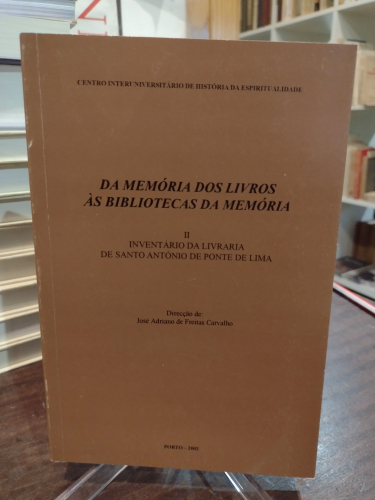 CENTRO INTERUNIVERSITÁRIO DE HISTÓRIA DA ESPIRITUALIDADE
DA MEMÓRIA DOS LIVROS
ÀS BIBLIOTECAS DA MEMÓRIA
II
INVENTÁRIO DA LIVRARIA
DE SANTO ANTÓNIO DE PONTE DE LIMA
Direcção de
José Adriano de Freitas Carvalho
PORTO -